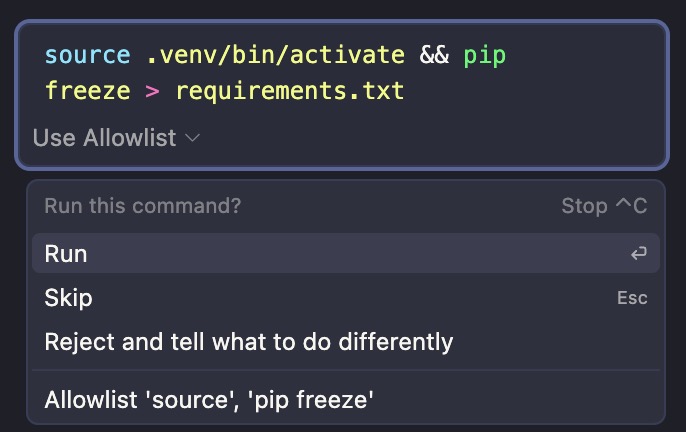 source .venv/bin/activate && pip
freeze > requirements.txt
Use Allowlist
Run this command? Stop ^C
Run ⏎
Skip Esc
Reject and tell what to do differently
Allowlist 'source', 'pip freeze'